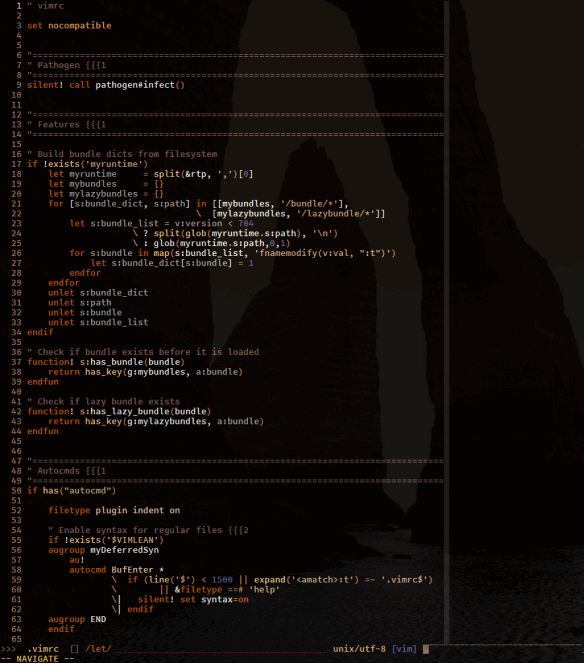 1 " vimrc
2
3 set nocompatible
4
5
6 "==============================================================================
7 " Pathogen {{{1
8 "==============================================================================
9 silent! call pathogen#infect()
10
11
12 "==============================================================================
13 " Features {{{1
14 "==============================================================================
15
16 " Build bundle dicts from filesystem
17 if !exists('myruntime')
18     let myruntime     = split(&rtp, ',')[0]
19     let mybundles     = {}
20     let mylazybundles = {}
21     for [s:bundle_dict, s:path] in [[mybundles, '/bundle/*'],
22                                 \  [mylazybundles, '/lazybundle/*']]
23         let s:bundle_list = v:version < 704
24                     \ ? split(glob(myruntime.s:path), '\n')
25                     \ : glob(myruntime.s:path,0,1)
26         for s:bundle in map(s:bundle_list, 'fnamemodify(v:val, ":t")')
27             let s:bundle_dict[s:bundle] = 1
28         endfor
29     endfor
30     unlet s:bundle_dict
31     unlet s:path
32     unlet s:bundle
33     unlet s:bundle_list
34 endif
35
36 " Check if bundle exists before it is loaded
37 function! s:has_bundle(bundle)
38     return has_key(g:mybundles, a:bundle)
39 endfun
40
41 " Check if lazy bundle exists
42 function! s:has_lazy_bundle(bundle)
43     return has_key(g:mylazybundles, a:bundle)
44 endfun
45
46
47 "==============================================================================
48 " Autocmds {{{1
49 "==============================================================================
50 if has("autocmd")
51
52     filetype plugin indent on
53
54     " Enable syntax for regular files {{{2
55     if !exists('$VIMLEAN')
56     augroup myDeferredSyn
57         au!
58         autocmd BufEnter *
59                 \  if (line('$') < 1500 || expand('<amatch>:t') =~ '.vimrc$')
60                 \        || &filetype ==# 'help'
61                 \|   silent! set syntax=on
62                 \| endif
63     augroup END
64     endif
65
>>>  .vimrc  [] /let/ unix/utf-8 [vim]
-- NAVIGATE --